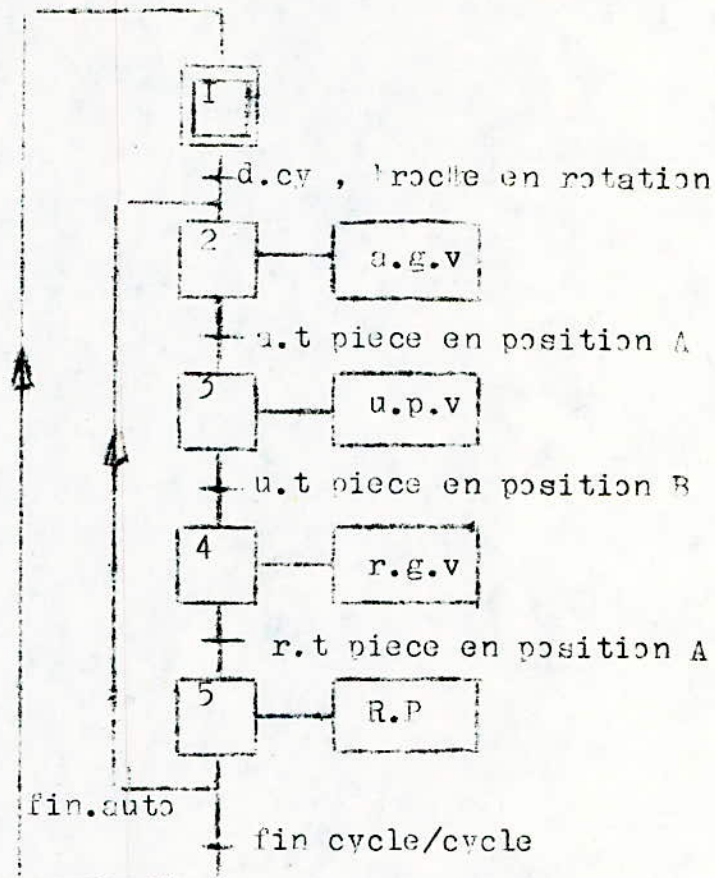 I
d.cy , broche en rotation
2
a.g.v
a.t piece en position A
3
u.p.v
u.t piece en position B
4
r.g.v
r.t piece en position A
5
R.P
fin.auto
fin cycle/cycle